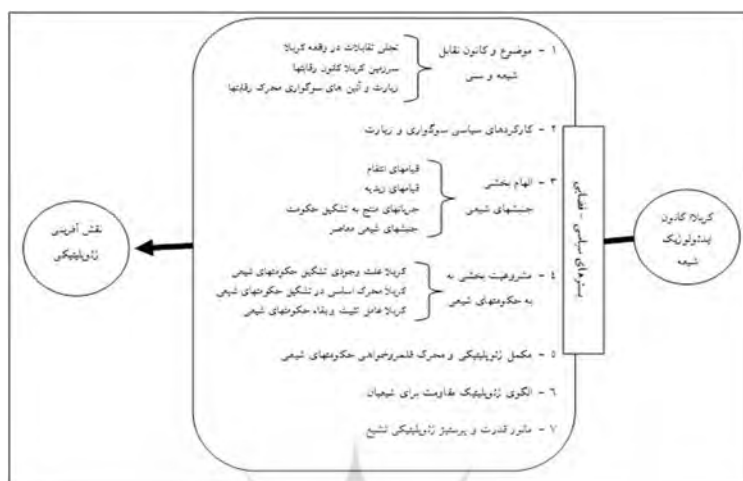 کربلا؛ کانون
ایدئولوژیک
شیعه
بسترهای سیاسی - فضایی
۱ - موضوع و کانون تقابل
شیعه و سنی
تجلی تقابلات در وقعه کربلا
سرزمین کربلا کانون رقابتها
زیارت و آئین های سوگواری محرک رقابتها
۲ - کارکردهای سیاسی سوگواری و زیارت
۳ - الهام بخشی
جنبشهای شیعی
قیامهای انتقام
قیامهای زیدیه
جریانهای منتج به تشکیل حکومت
جنبشهای شیعی معاصر
۴ - مشروعیت بخشی به
به حکومتهای شیعی
کربلا علت وجودی تشکیل حکومتهای شیعی
کربلا محرک اساسی در تشکیل حکومتهای شیعی
کربلا عامل تثبیت و بقاء حکومتهای شیعی
۵ - مکمل ژئوپلیتیکی و محرک قلمروخواهی حکومتهای شیعی
۶ - الگوی ژئوپلیتیک مقاومت برای شیعیان
۷ - مانور قدرت و پرستیژ ژئوپلیتیکی تشیع
نقش آفرینی
ژئوپلیتیکی